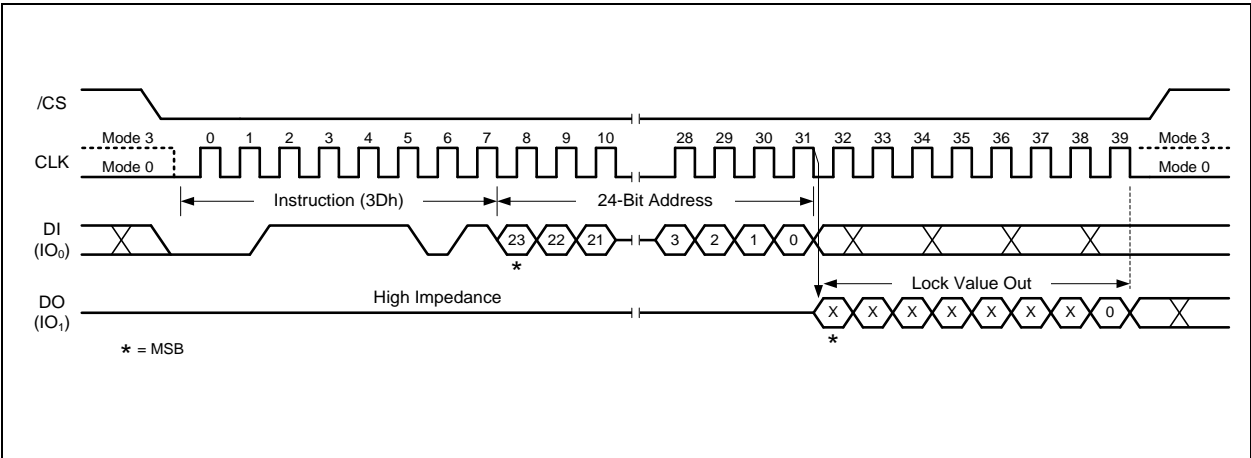 /CS
Mode 3 0 1 2 3 4 5 6 7 8 9 10 28 29 30 31 32 33 34 35 36 37 38 39 Mode 3
CLK
Mode 0 Mode 0
Instruction (3Dh) 24-Bit Address
DI
(IO₀)
23 22 21 3 2 1 0
*
Lock Value Out
DO
(IO₁)
High Impedance
X X X X X X X 0
*
* = MSB